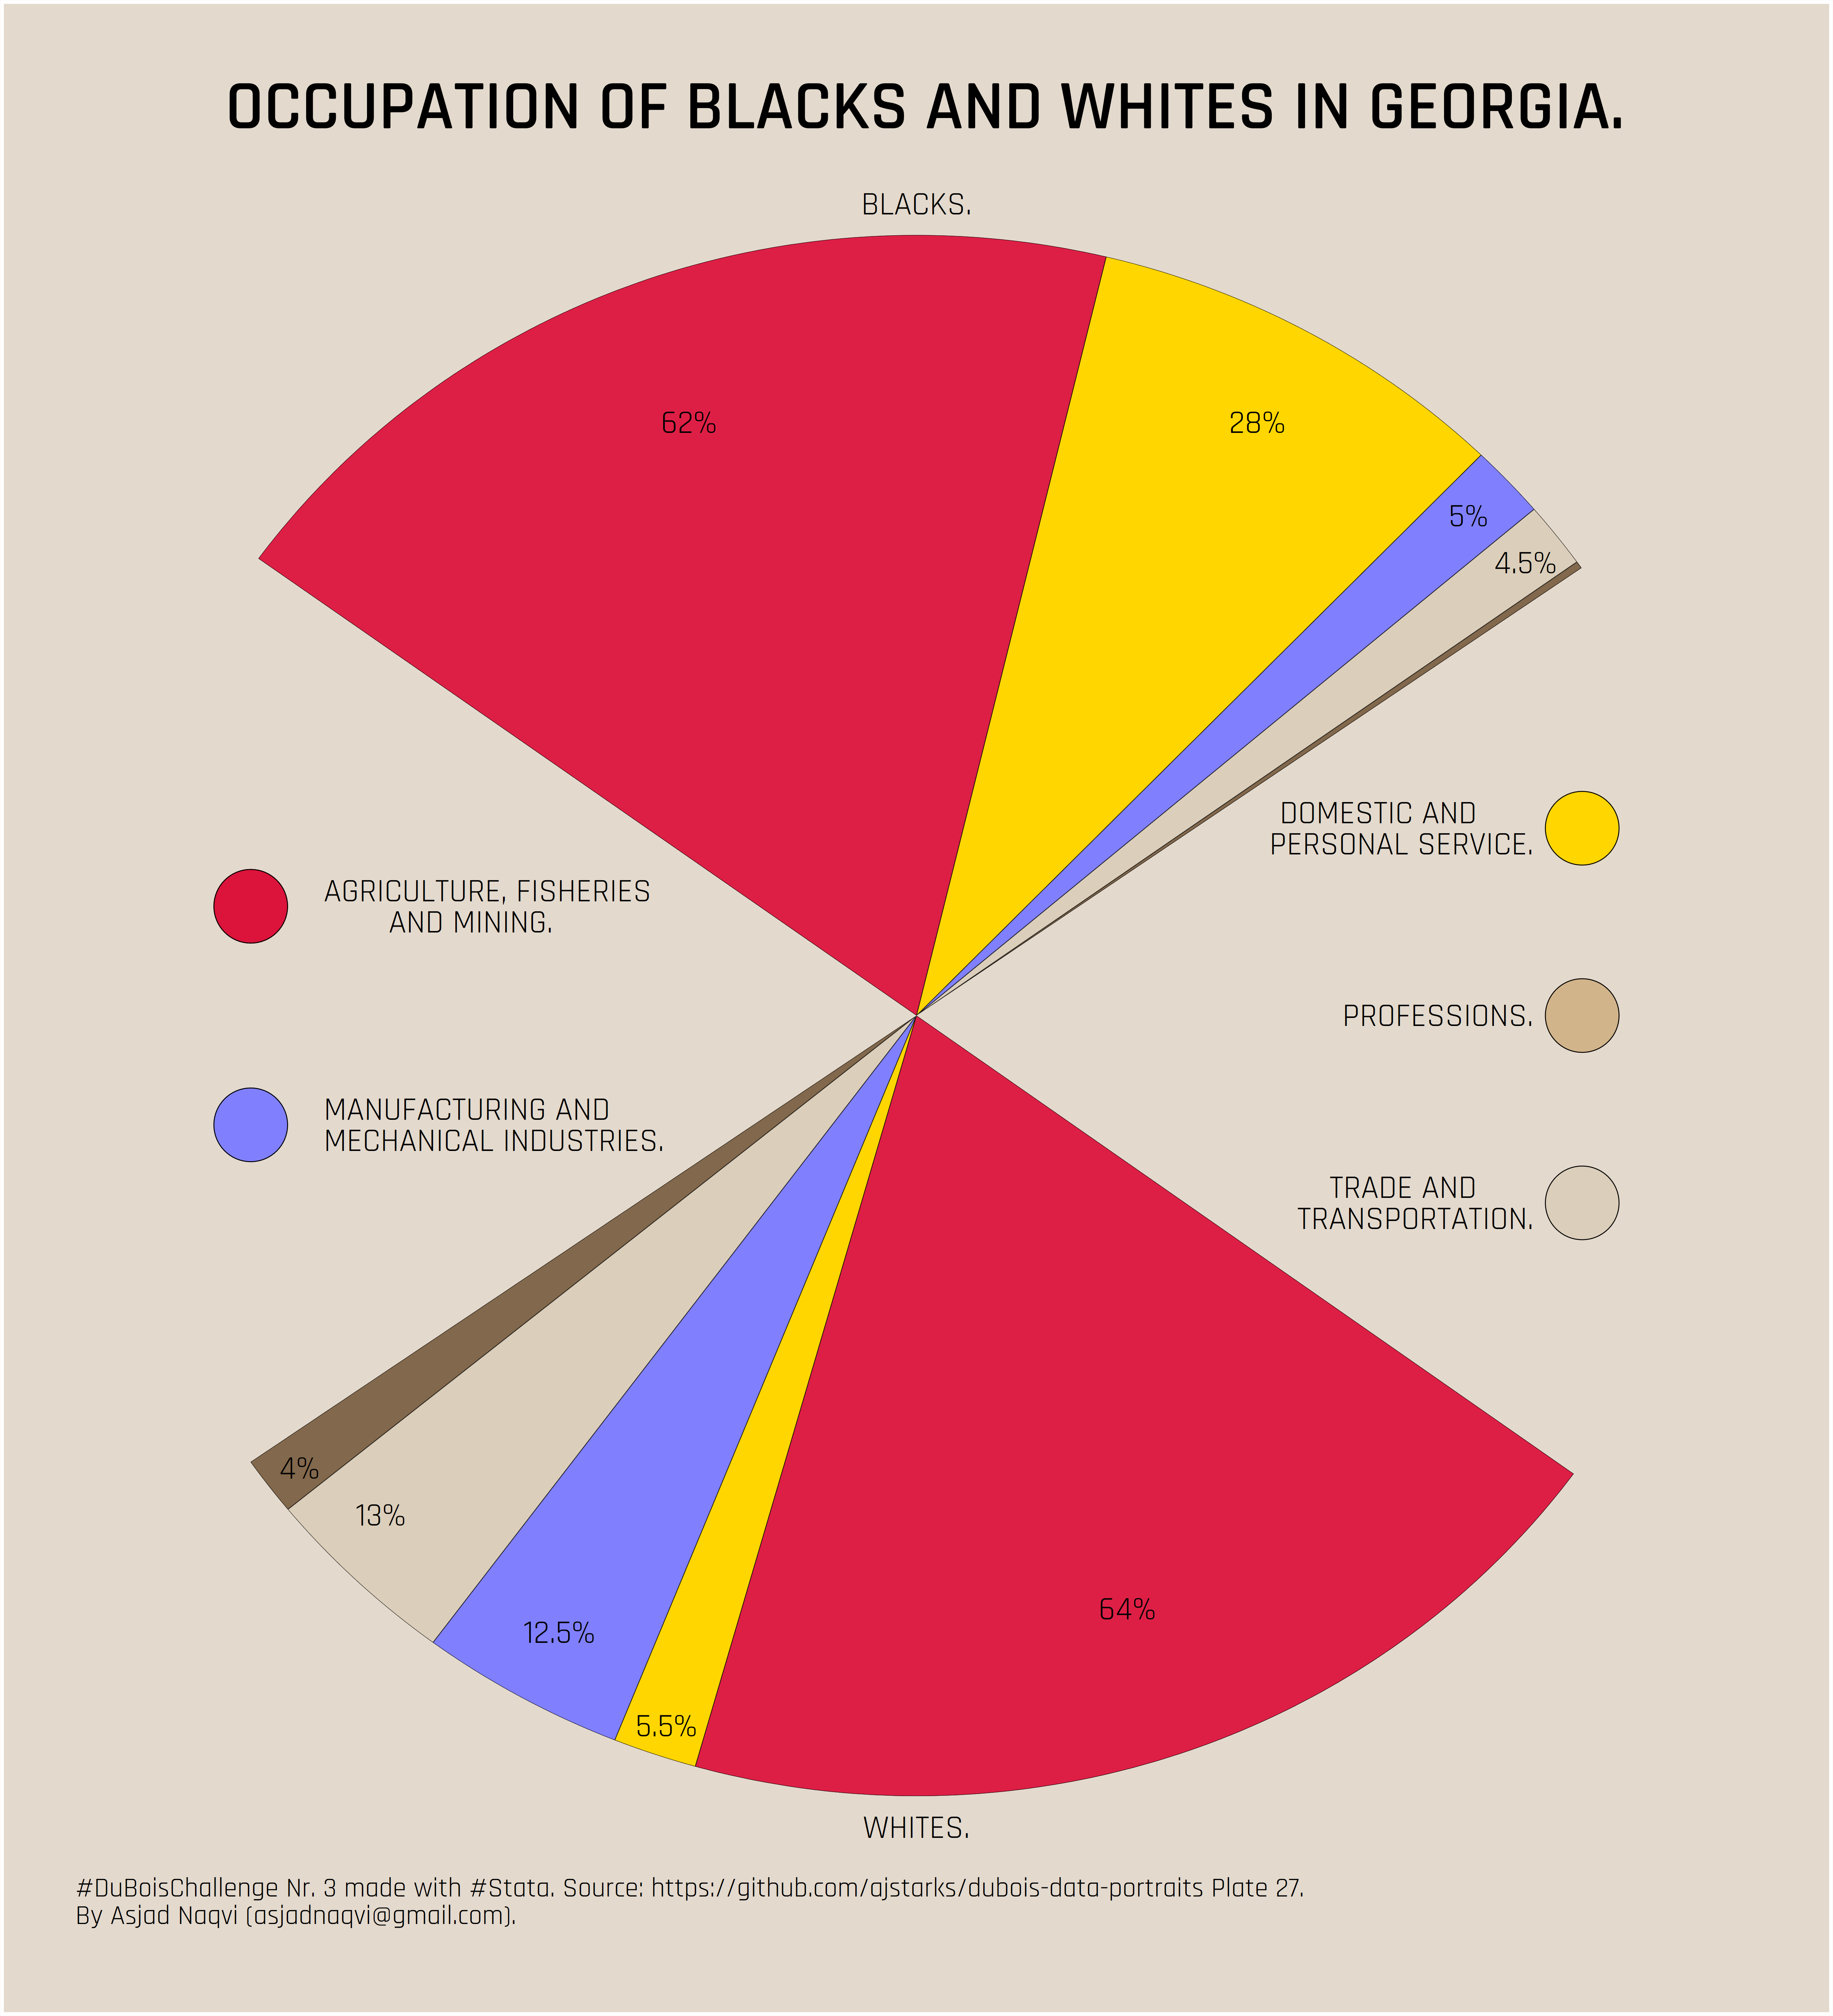 OCCUPATION OF BLACKS AND WHITES IN GEORGIA.
BLACKS.
62%
28%
5%
4.5%
DOMESTIC AND
PERSONAL SERVICE.
AGRICULTURE, FISHERIES
AND MINING.
PROFESSIONS.
MANUFACTURING AND
MECHANICAL INDUSTRIES.
TRADE AND
TRANSPORTATION.
4%
13%
64%
12.5%
5.5%
WHITES.
#DuBoisChallenge Nr. 3 made with #Stata. Source: https://github.com/ajstarks/dubois-data-portraits Plate 27.
By Asjad Naqvi (asjadnaqvi@gmail.com).